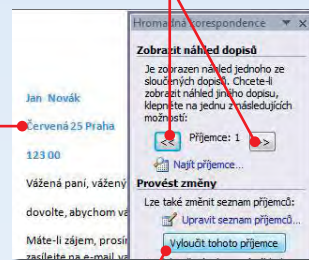 Hromadná korespondence
Zobrazit náhled dopisů
Je zobrazen náhled jednoho ze
sloučených dopisů. Chcete-li
zobrazit náhled jiného dopisu,
klepněte na jednu z následujících
možností:
<< Příjemce: 1 >>
Najít příjemce...
Provést změny
Lze také změnit seznam příjemců:
Upravit seznam příjemců...
Vyloučit tohoto příjemce
Jan Novák
Červená 25 Praha
123 00
Vážená paní, vážený
dovolte, abychom vá
Máte-li zájem, prosír
zasílejte na e-mail va